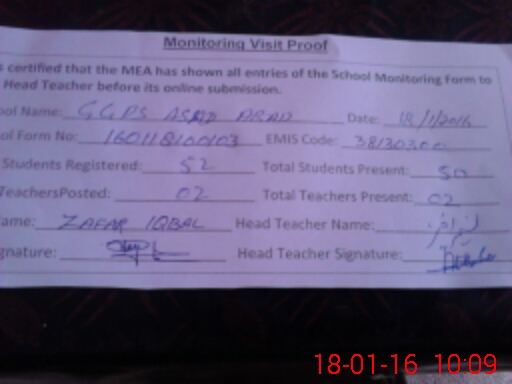 Monitoring Visit Proof
certified that the MEA has shown all entries of the School Monitoring Form to
Head Teacher before its online submission.
ool Name: GGPS ASAD ABAD Date: 18/1/2016
ol Form No: EMIS Code: 38130300
Students Registered: 52 Total Students Present: 50
TeachersPosted: 02 Total Teachers Present: 02
ame: ZAFAR IQBAL Head Teacher Name:
gnature: Head Teacher Signature:
18-01-16 10:09